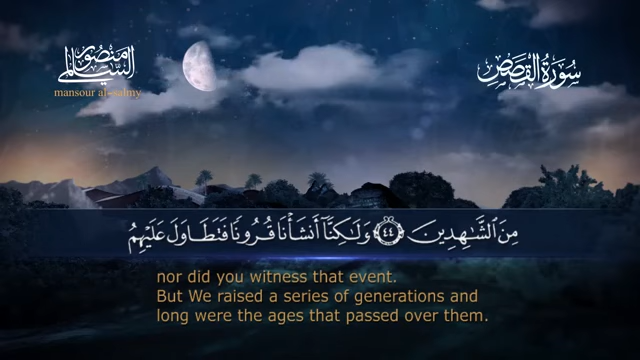 منصور السالمي
mansour al-salmy
سورة القصص
مِنَ ٱلشَّـٰهِدِينَ ٤٤ وَلَـٰكِنَّآ أَنشَأْنَا قُرُونًا فَتَطَاوَلَ عَلَيْهِمُ
nor did you witness that event.
But We raised a series of generations and
long were the ages that passed over them.